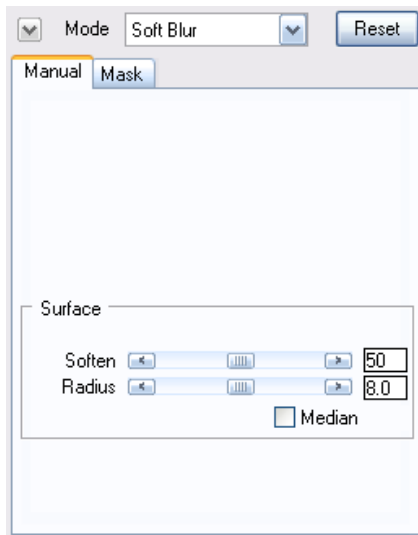 Mode Soft Blur Reset
Manual Mask
Surface
Soften 50
Radius 8.0
Median